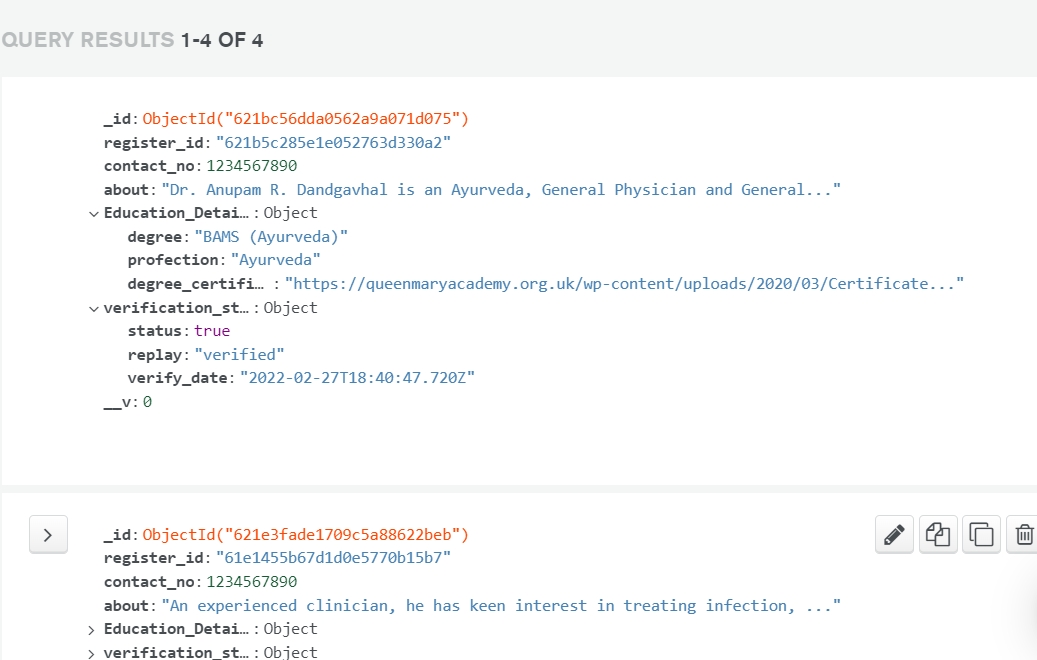 QUERY RESULTS 1-4 OF 4
_id: ObjectId("621bc56dda0562a9a071d075")
register_id: "621b5c285e1e052763d330a2"
contact_no: 1234567890
about: "Dr. Anupam R. Dandgavhal is an Ayurveda, General Physician and General..."
Education_Detai… : Object
degree: "BAMS (Ayurveda)"
profection: "Ayurveda"
degree_certifi… : "https://queenmaryacademy.org.uk/wp-content/uploads/2020/03/Certificate..."
verification_st… : Object
status: true
replay: "verified"
verify_date: "2022-02-27T18:40:47.720Z"
__v: 0
_id: ObjectId("621e3fade1709c5a88622beb")
register_id: "61e1455b67d1d0e5770b15b7"
contact_no: 1234567890
about: "An experienced clinician, he has keen interest in treating infection, ..."
Education_Detai… : Object
verification_st… : Object